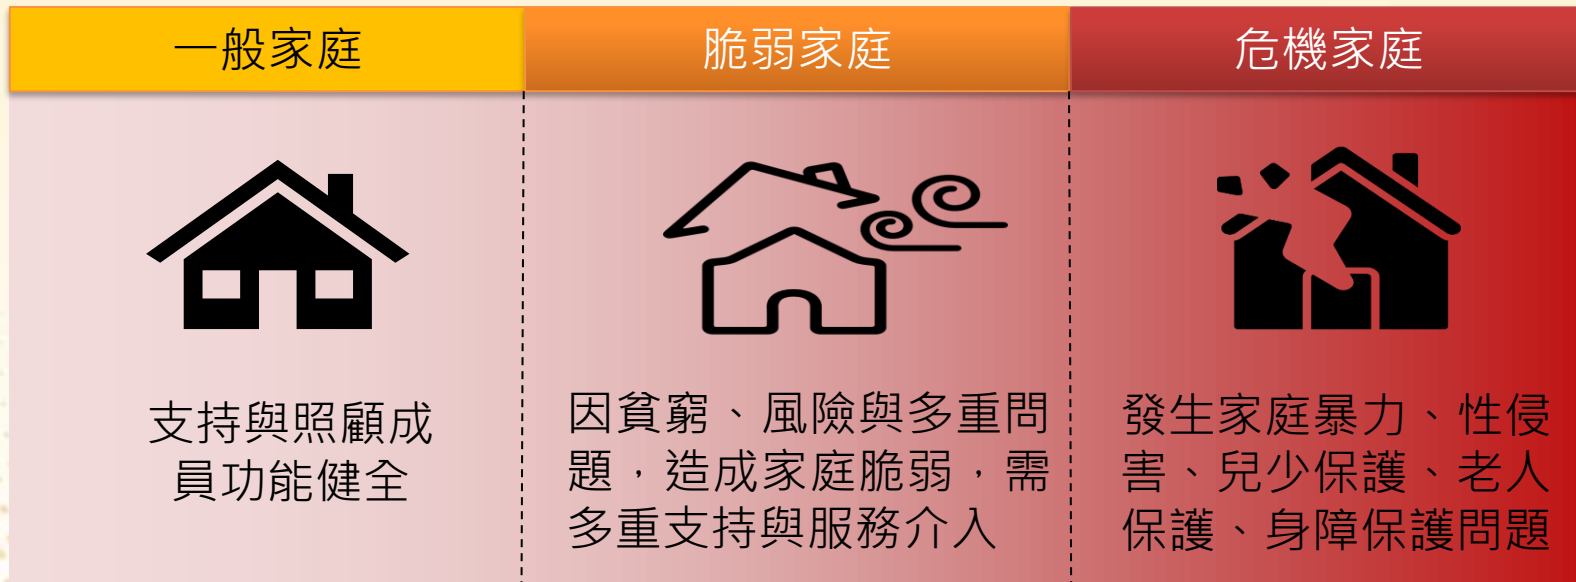 一般家庭
脆弱家庭
危機家庭
支持與照顧成
員功能健全
因貧窮、風險與多重問
題，造成家庭脆弱，需
多重支持與服務介入
發生家庭暴力、性侵
害、兒少保護、老人
保護、身障保護問題